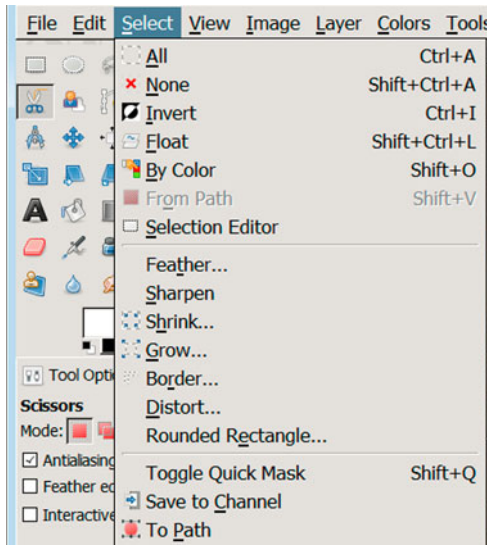 File Edit Select View Image Layer Colors Tools
All Ctrl+A
None Shift+Ctrl+A
Invert Ctrl+I
Float Shift+Ctrl+L
By Color Shift+O
From Path Shift+V
Selection Editor
Feather...
Sharpen
Shrink...
Grow...
Border...
Distort...
Rounded Rectangle...
Toggle Quick Mask Shift+Q
Save to Channel
To Path
Tool Opti
Scissors
Mode:
Antialiasing
Feather ed
Interactive